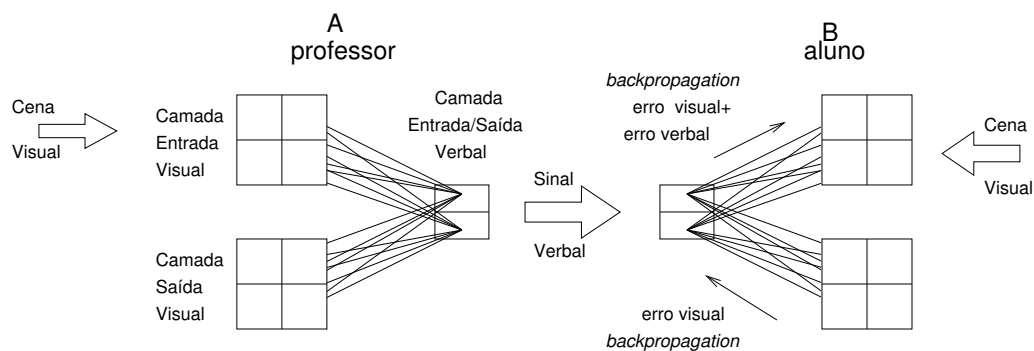 A
professor
B
aluno
Cena
Visual
Camada
Entrada
Visual
Camada
Entrada/Saída
Verbal
Camada
Saída
Visual
Sinal
Verbal
backpropagation
erro visual+
erro verbal
erro visual
backpropagation
Cena
Visual